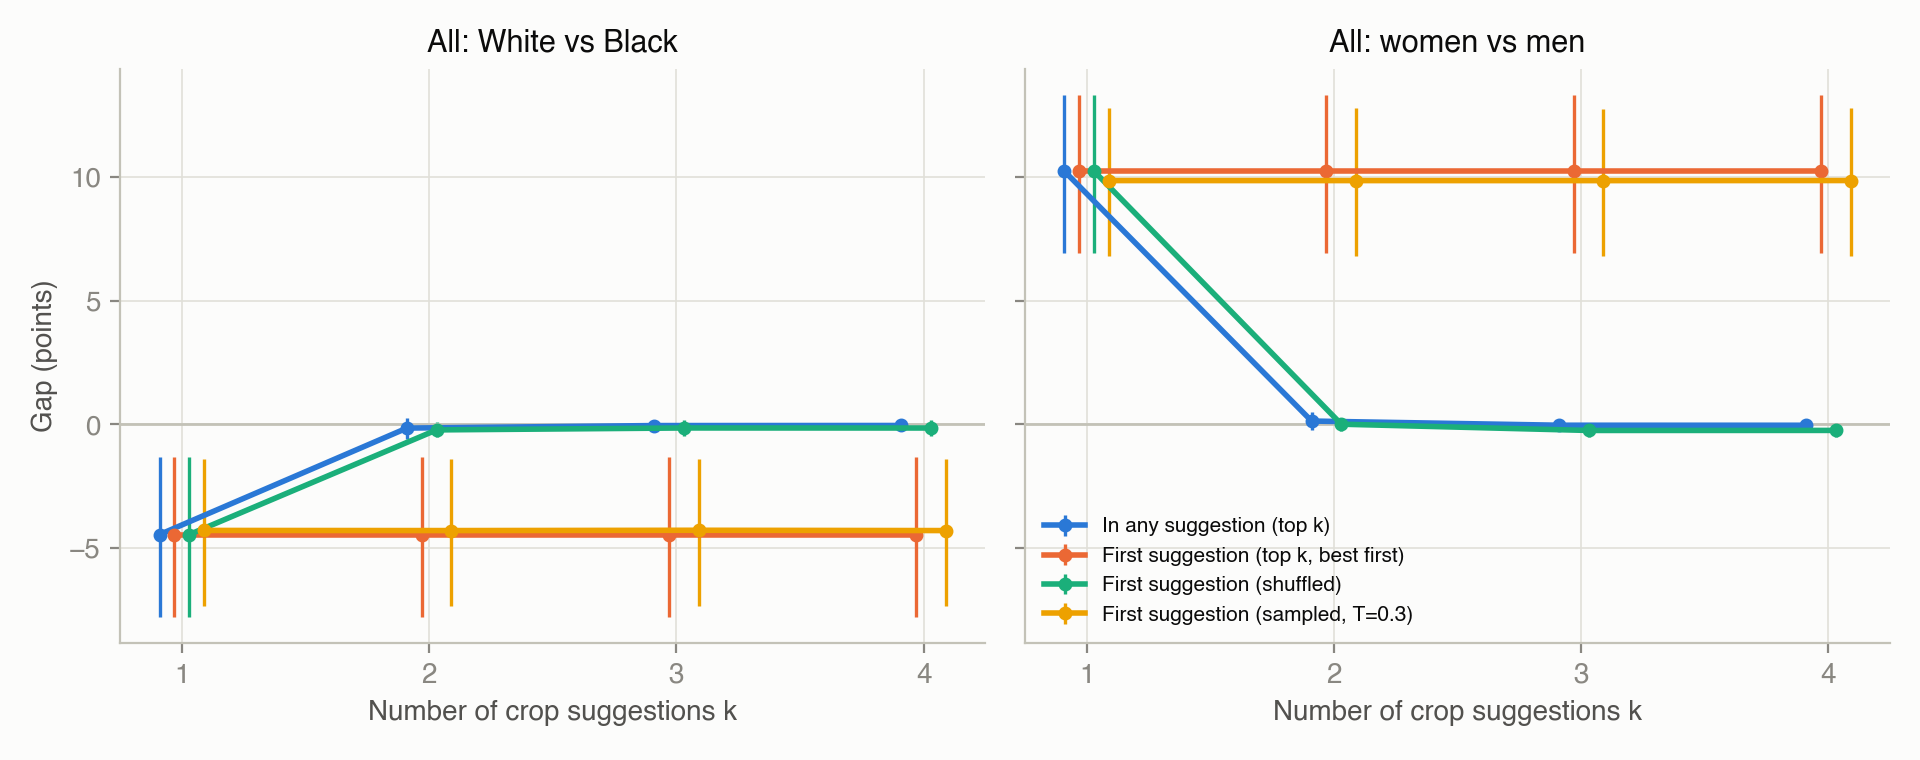 All: White vs Black
All: women vs men
Gap (points)
10
5
0
−5
1 2 3 4
1 2 3 4
Number of crop suggestions k
Number of crop suggestions k
In any suggestion (top k)
First suggestion (top k, best first)
First suggestion (shuffled)
First suggestion (sampled, T=0.3)